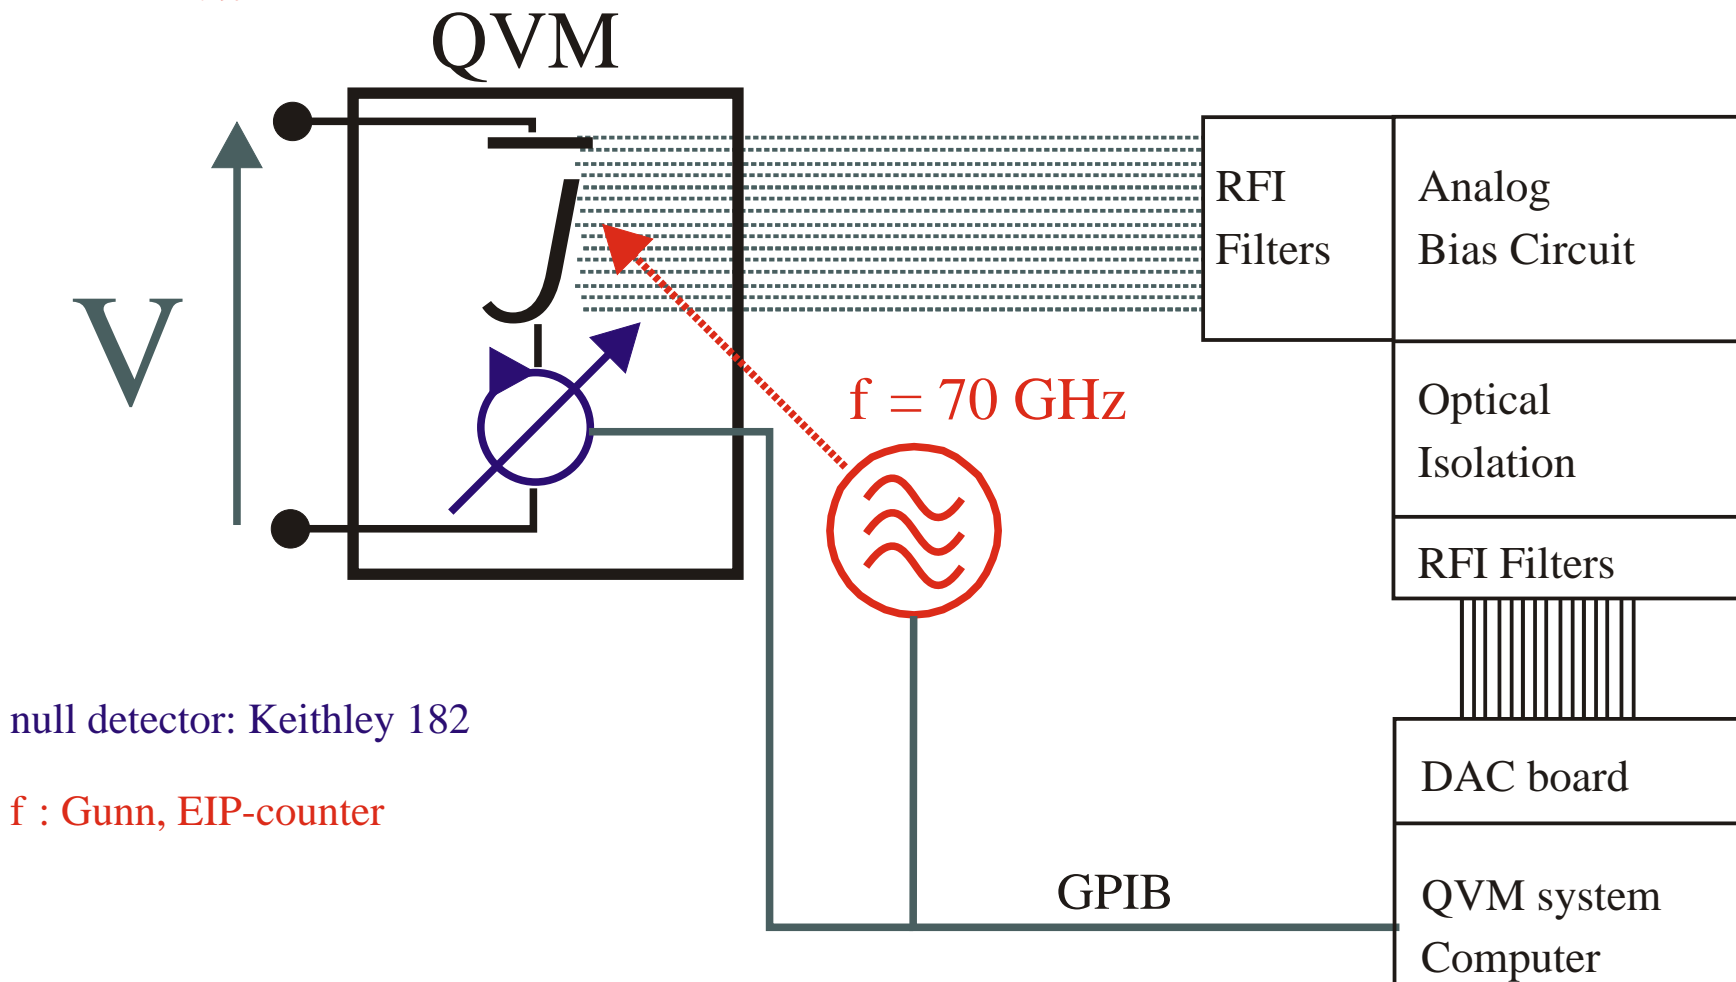 QVM
RFI
Filters
Analog
Bias Circuit
J
V
f = 70 GHz
Optical
Isolation
RFI Filters
null detector: Keithley 182
DAC board
f : Gunn, EIP-counter
GPIB
QVM system
Computer